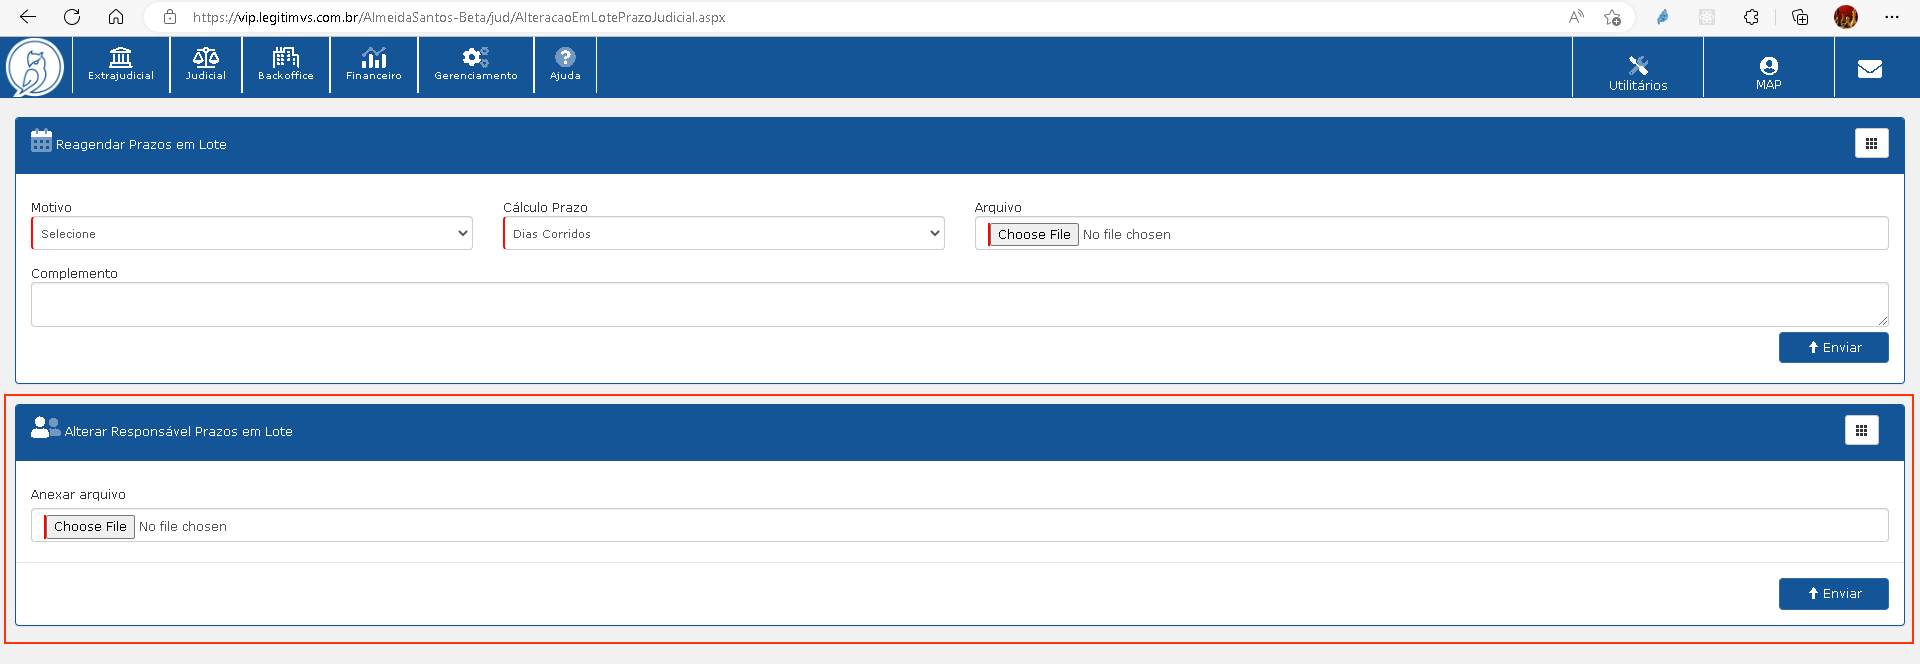 https://vip.legitimvs.com.br/AlmeidaSantos-Beta/jud/AlteracaoEmLotePrazoJudicial.aspx
Extrajudicial
Judicial
Backoffice
Financeiro
Gerenciamento
Ajuda
Utilitários
MAP
Reagendar Prazos em Lote
Motivo
Cálculo Prazo
Arquivo
Selecione
Dias Corridos
Choose File No file chosen
Complemento
Enviar
Alterar Responsável Prazos em Lote
Anexar arquivo
Choose File No file chosen
Enviar